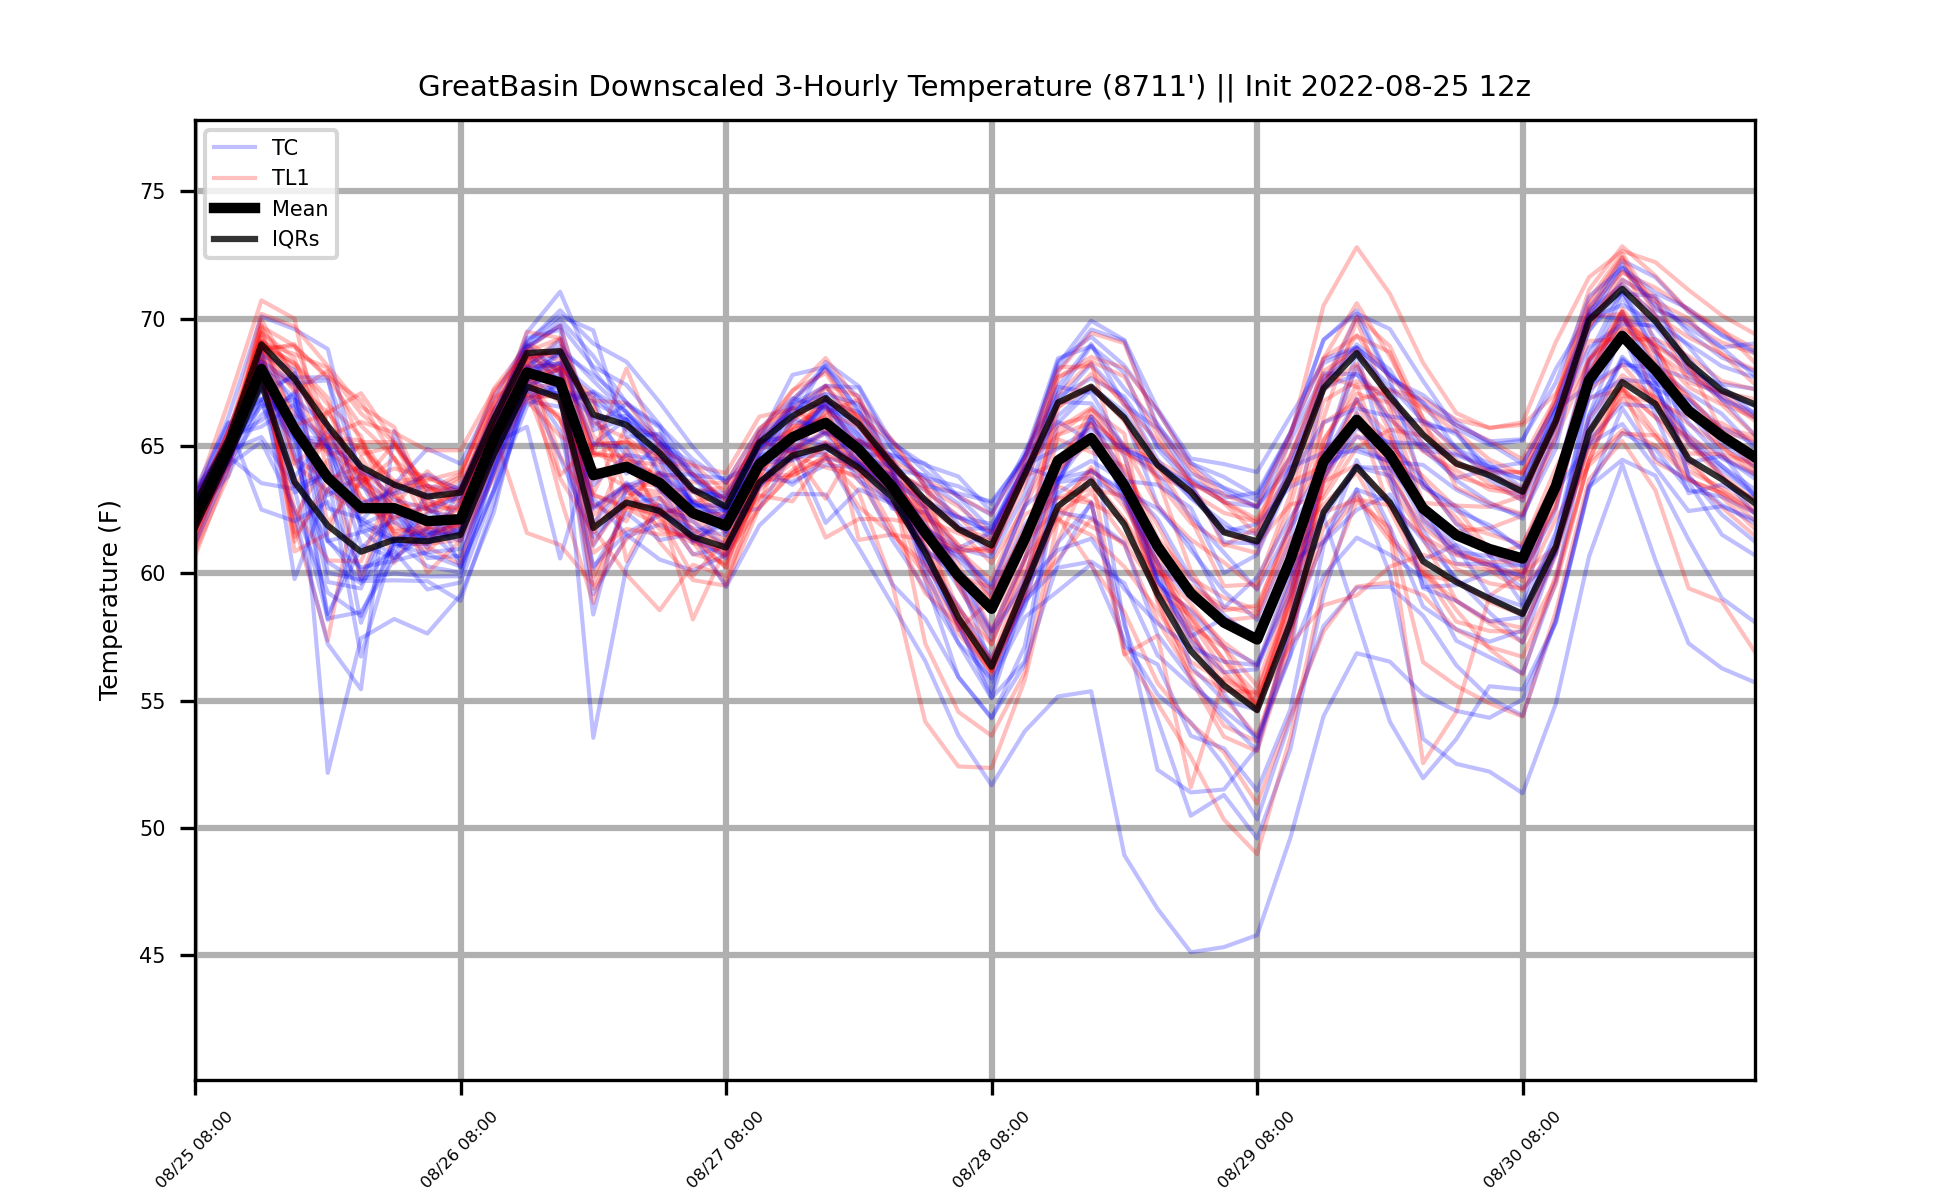 GreatBasin Downscaled 3-Hourly Temperature (8711') || Init 2022-08-25 12z
TC
TL1
Mean
IQRs
Temperature (F)
75
70
65
60
55
50
45
08/25 08:00
08/26 08:00
08/27 08:00
08/28 08:00
08/29 08:00
08/30 08:00